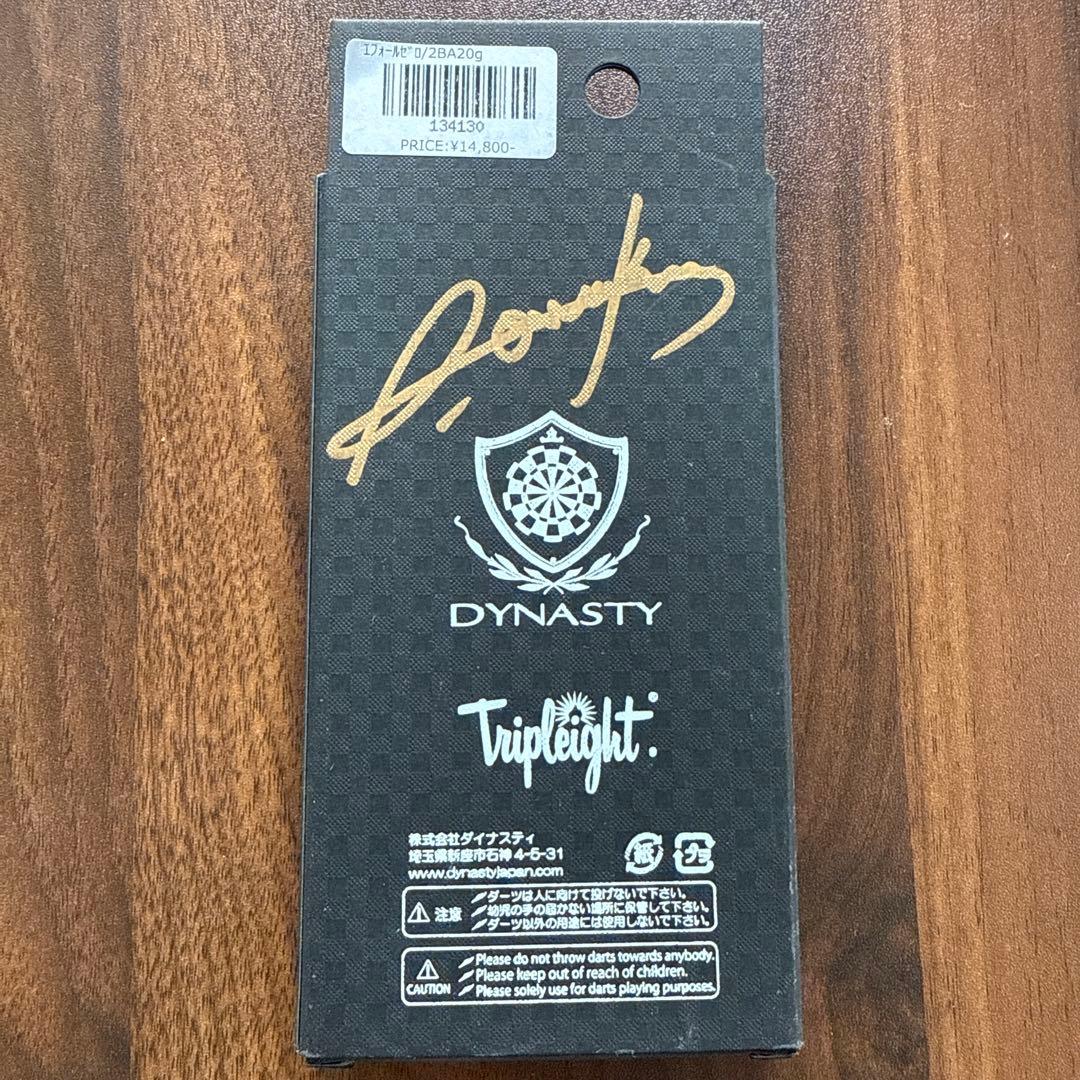 ｴﾌｫｰﾙｾﾞﾛ/2BA20g
134130
PRICE:¥14,800-
DYNASTY
Tripleight.
株式会社ダイナスティ
埼玉県新座市石神 4-5-31
www.dynastyjapan.com
紙
プラ
注意
ダーツは人に向けて投げないで下さい。
幼児の手の届かない場所に保管して下さい。
ダーツ以外の用途には使用しないで下さい。
Please do not throw darts towards anybody.
Please keep out of reach of children.
CAUTION Please solely use for darts playing purposes.